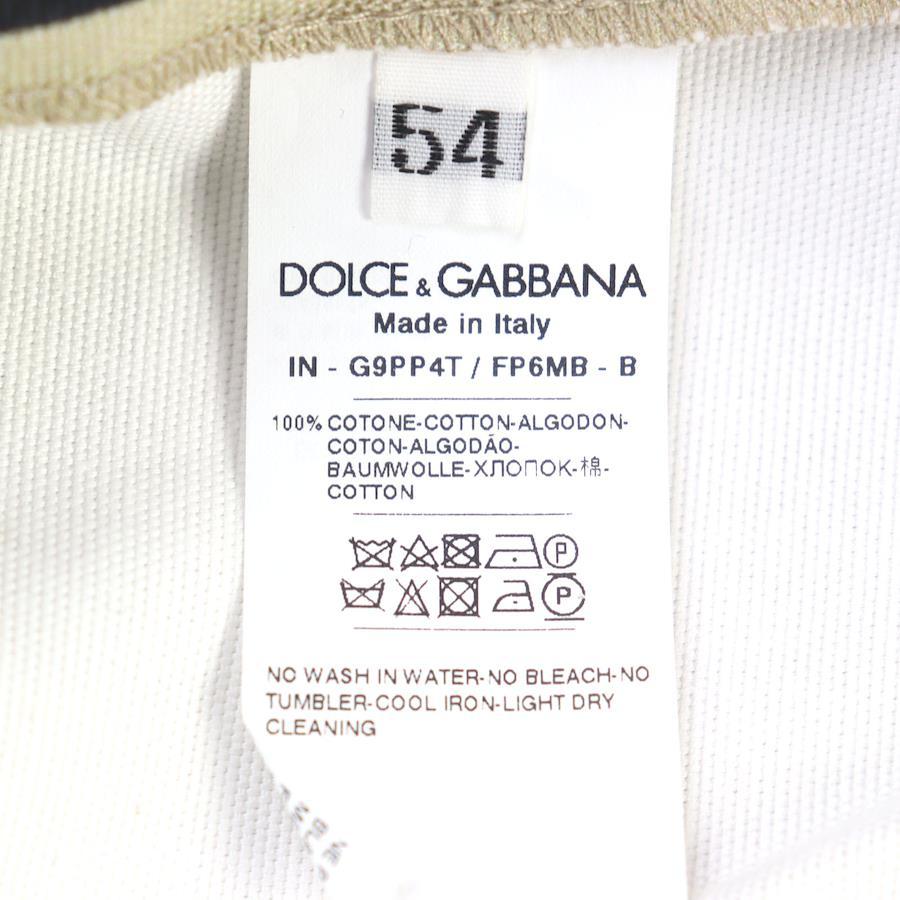 54
DOLCE & GABBANA
Made in Italy
IN - G9PP4T / FP6MB - B
100% COTONE-COTTON-ALGODON-
COTON-ALGODÃO-
BAUMWOLLE-ХЛОПОК-棉-
COTTON
P
P
NO WASH IN WATER-NO BLEACH-NO
TUMBLER-COOL IRON-LIGHT DRY
CLEANING